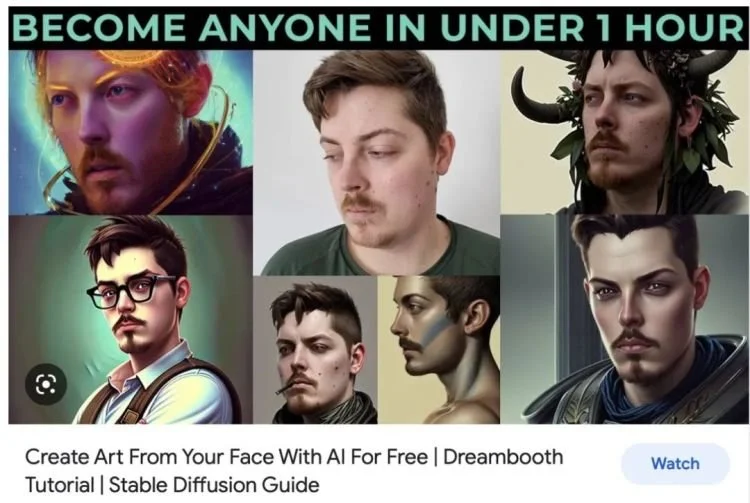 BECOME ANYONE IN UNDER 1 HOUR
Create Art From Your Face With AI For Free | Dreambooth
Tutorial | Stable Diffusion Guide
Watch